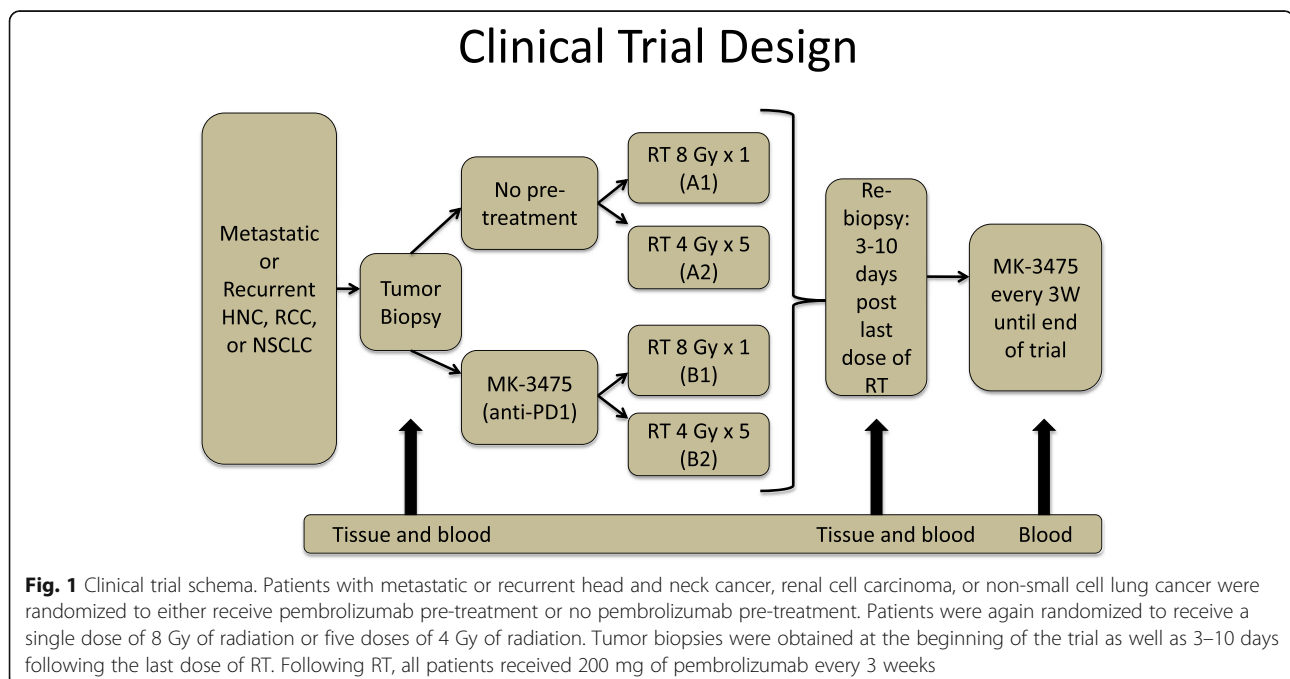 Clinical Trial Design
Metastatic
or
Recurrent
HNC, RCC,
or NSCLC
Tumor
Biopsy
No pre-
treatment
MK-3475
(anti-PD1)
RT 8 Gy x 1
(A1)
RT 4 Gy x 5
(A2)
RT 8 Gy x 1
(B1)
RT 4 Gy x 5
(B2)
Re-
biopsy:
3-10
days
post
last
dose of
RT
MK-3475
every 3W
until end
of trial
Tissue and blood
Tissue and blood
Blood
Fig. 1 Clinical trial schema. Patients with metastatic or recurrent head and neck cancer, renal cell carcinoma, or non-small cell lung cancer were
randomized to either receive pembrolizumab pre-treatment or no pembrolizumab pre-treatment. Patients were again randomized to receive a
single dose of 8 Gy of radiation or five doses of 4 Gy of radiation. Tumor biopsies were obtained at the beginning of the trial as well as 3–10 days
following the last dose of RT. Following RT, all patients received 200 mg of pembrolizumab every 3 weeks